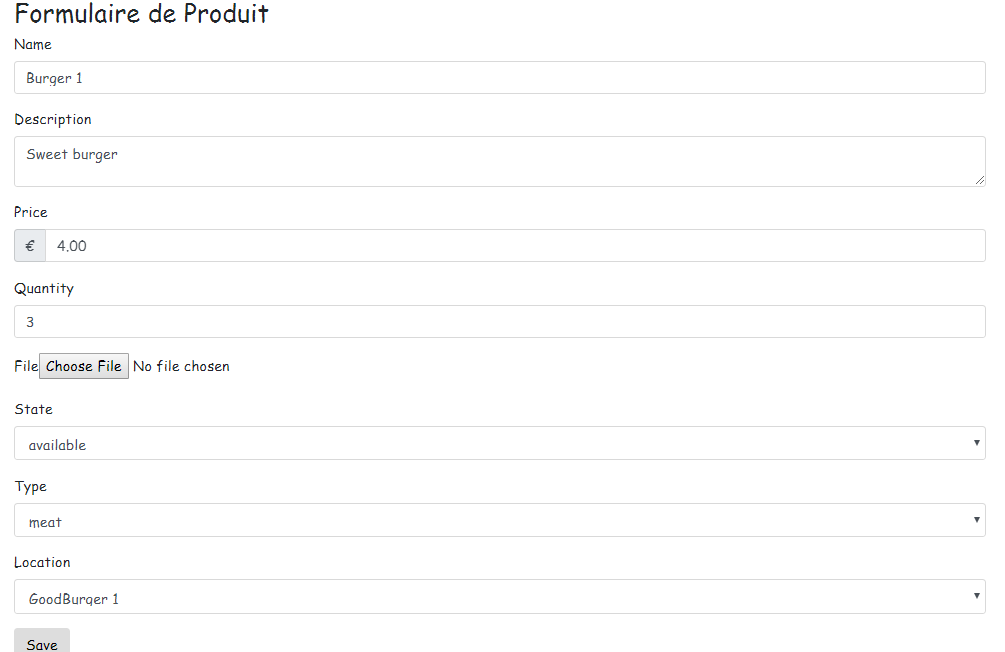 Formulaire de Produit
Name
Burger 1
Description
Sweet burger
Price
€ 4.00
Quantity
3
File Choose File No file chosen
State
available
Type
meat
Location
GoodBurger 1
Save